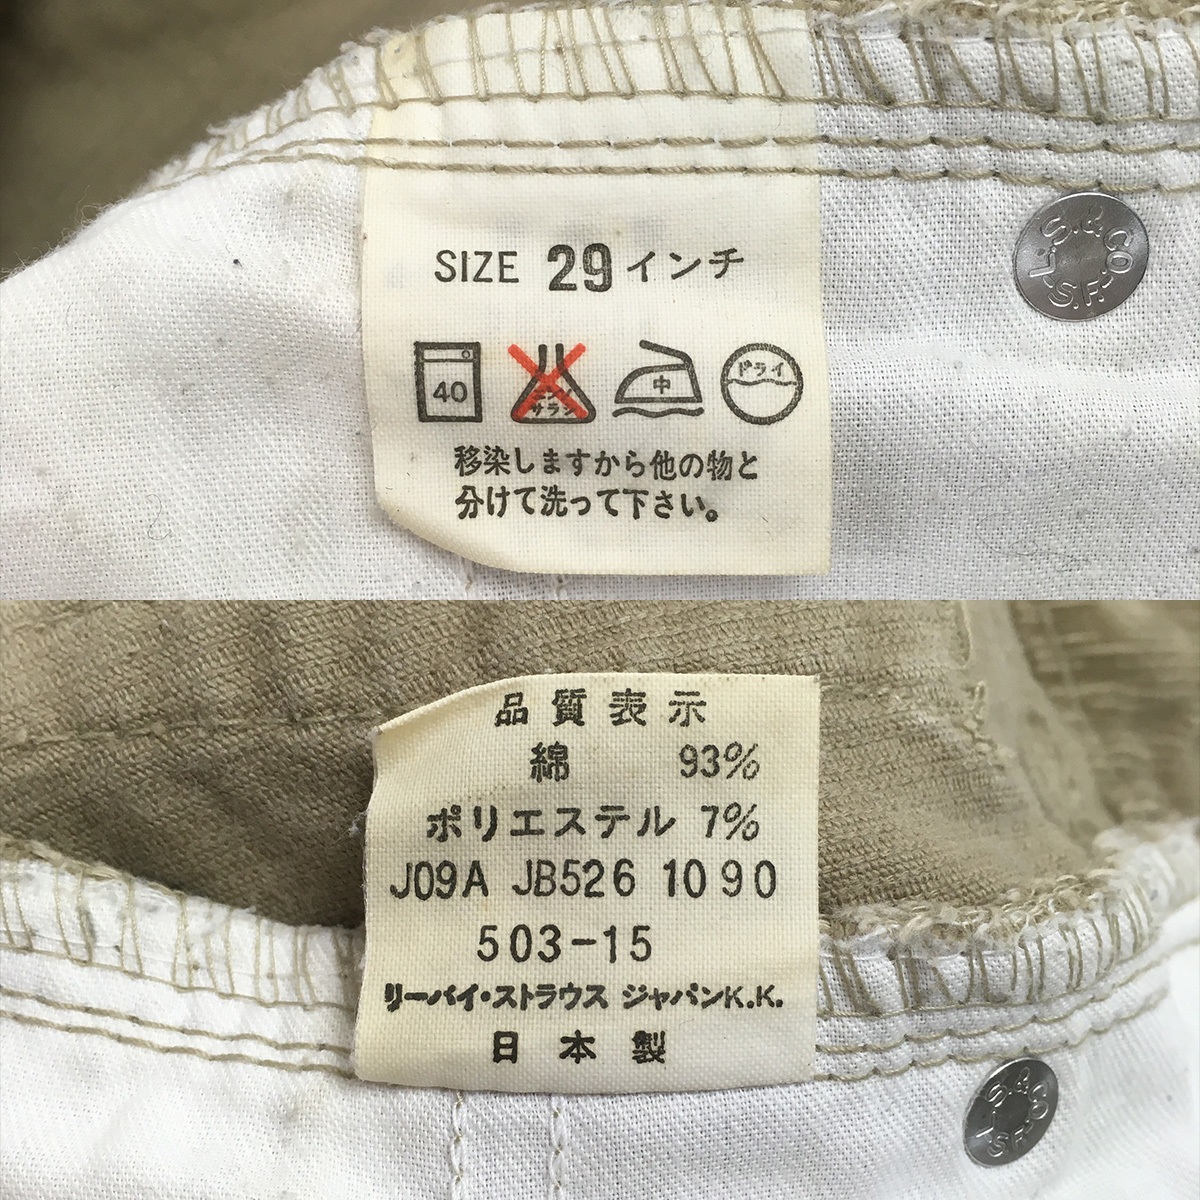 SIZE 29 インチ
40
エンソ
サラシ
中
ドライ
移染しますから他の物と
分けて洗って下さい。
L.S.&CO.
S.F.
品質表示
綿 93%
ポリエステル 7%
J09A JB526 1090
503-15
リーバイ・ストラウス ジャパンK.K.
日本製
L.S.&CO
S.F.